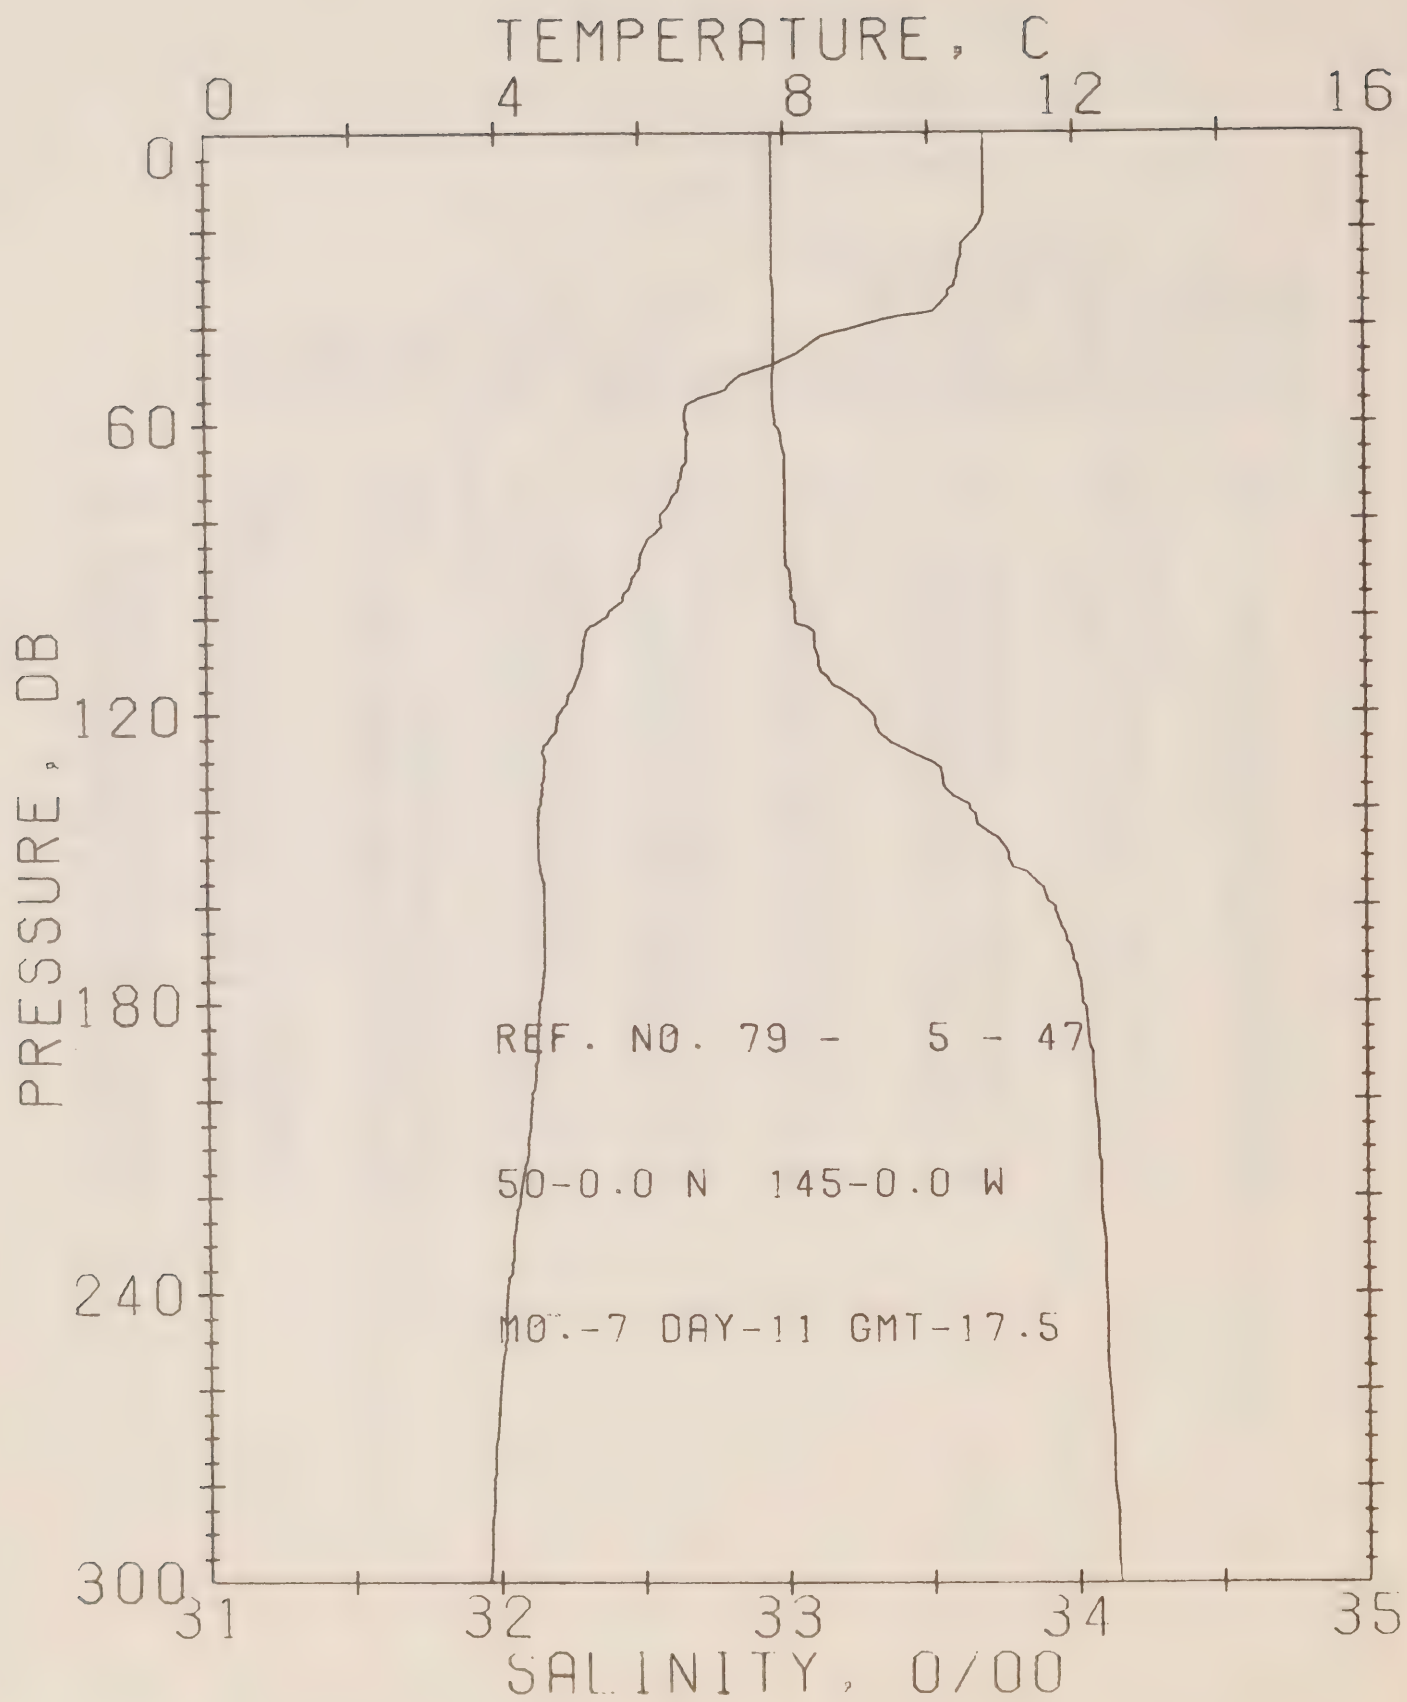 TEMPERATURE, C
0 4 8 12 16
0
60
120
180
240
300
PRESSURE, DB
REF. NO. 79 - 5 - 47
50-0.0 N 145-0.0 W
MO.-7 DAY-11 GMT-17.5
31 32 33 34 35
SALINITY, 0/00